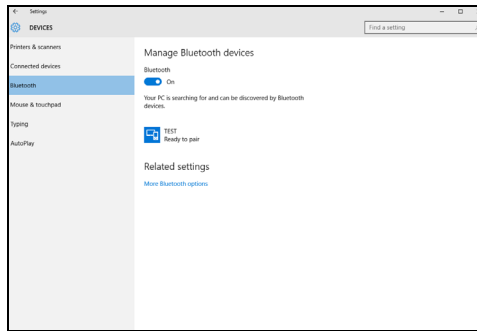 Settings
DEVICES
Find a setting
Printers & scanners
Connected devices
Bluetooth
Mouse & touchpad
Typing
AutoPlay
Manage Bluetooth devices
Bluetooth
On
Your PC is searching for and can be discovered by Bluetooth
devices.
TEST
Ready to pair
Related settings
More Bluetooth options